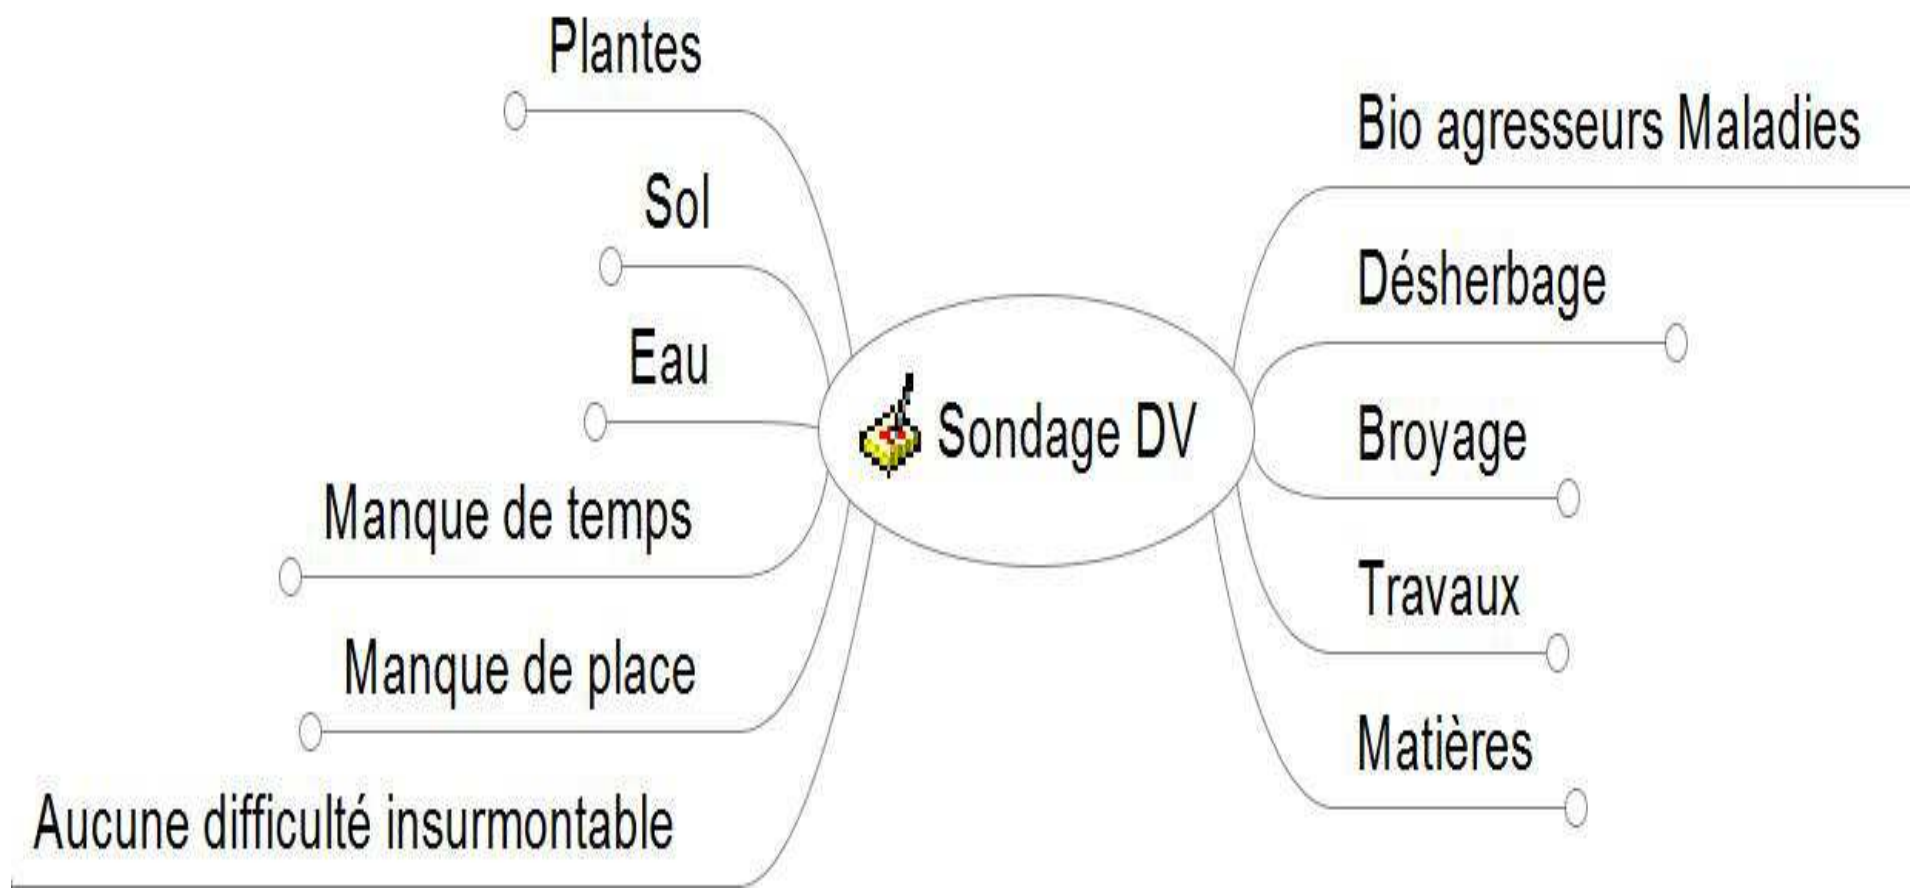 Plantes
Sol
Eau
Manque de temps
Manque de place
Aucune difficulté insurmontable
Sondage DV
Bio agresseurs Maladies
Désherbage
Broyage
Travaux
Matières